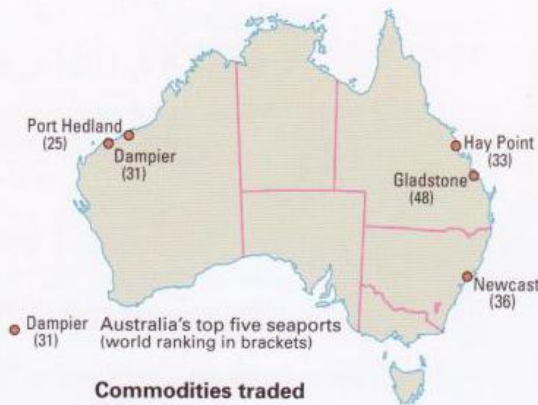 Port Hedland
(25)
Dampier
(31)
Hay Point
(33)
Gladstone
(48)
Newcast
(36)
Dampier
(31)
Australia's top five seaports
(world ranking in brackets)
Commodities traded